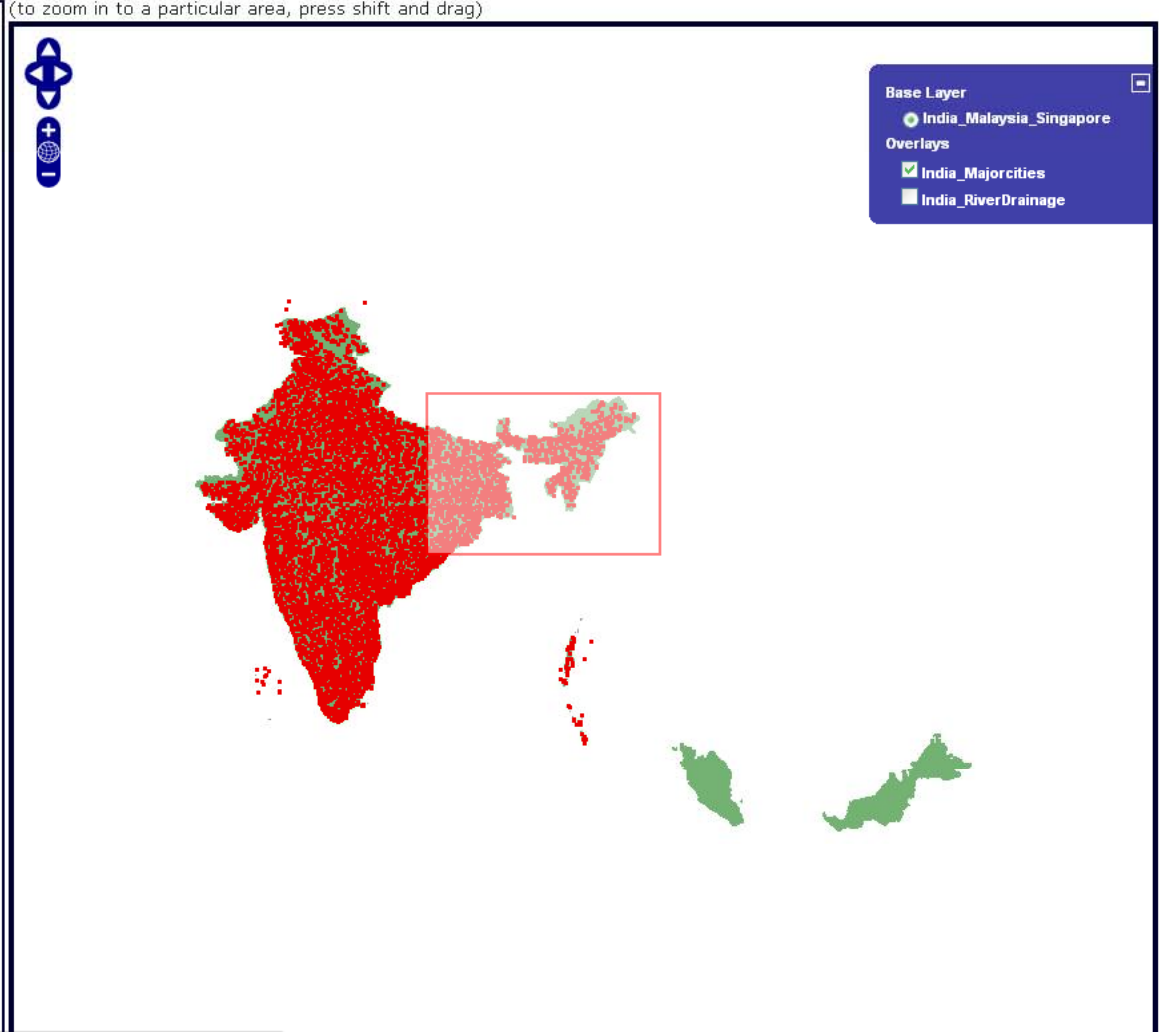 (to zoom in to a particular area, press shift and drag)
Base Layer
India_Malaysia_Singapore
Overlays
India_Majorcities
India_RiverDrainage